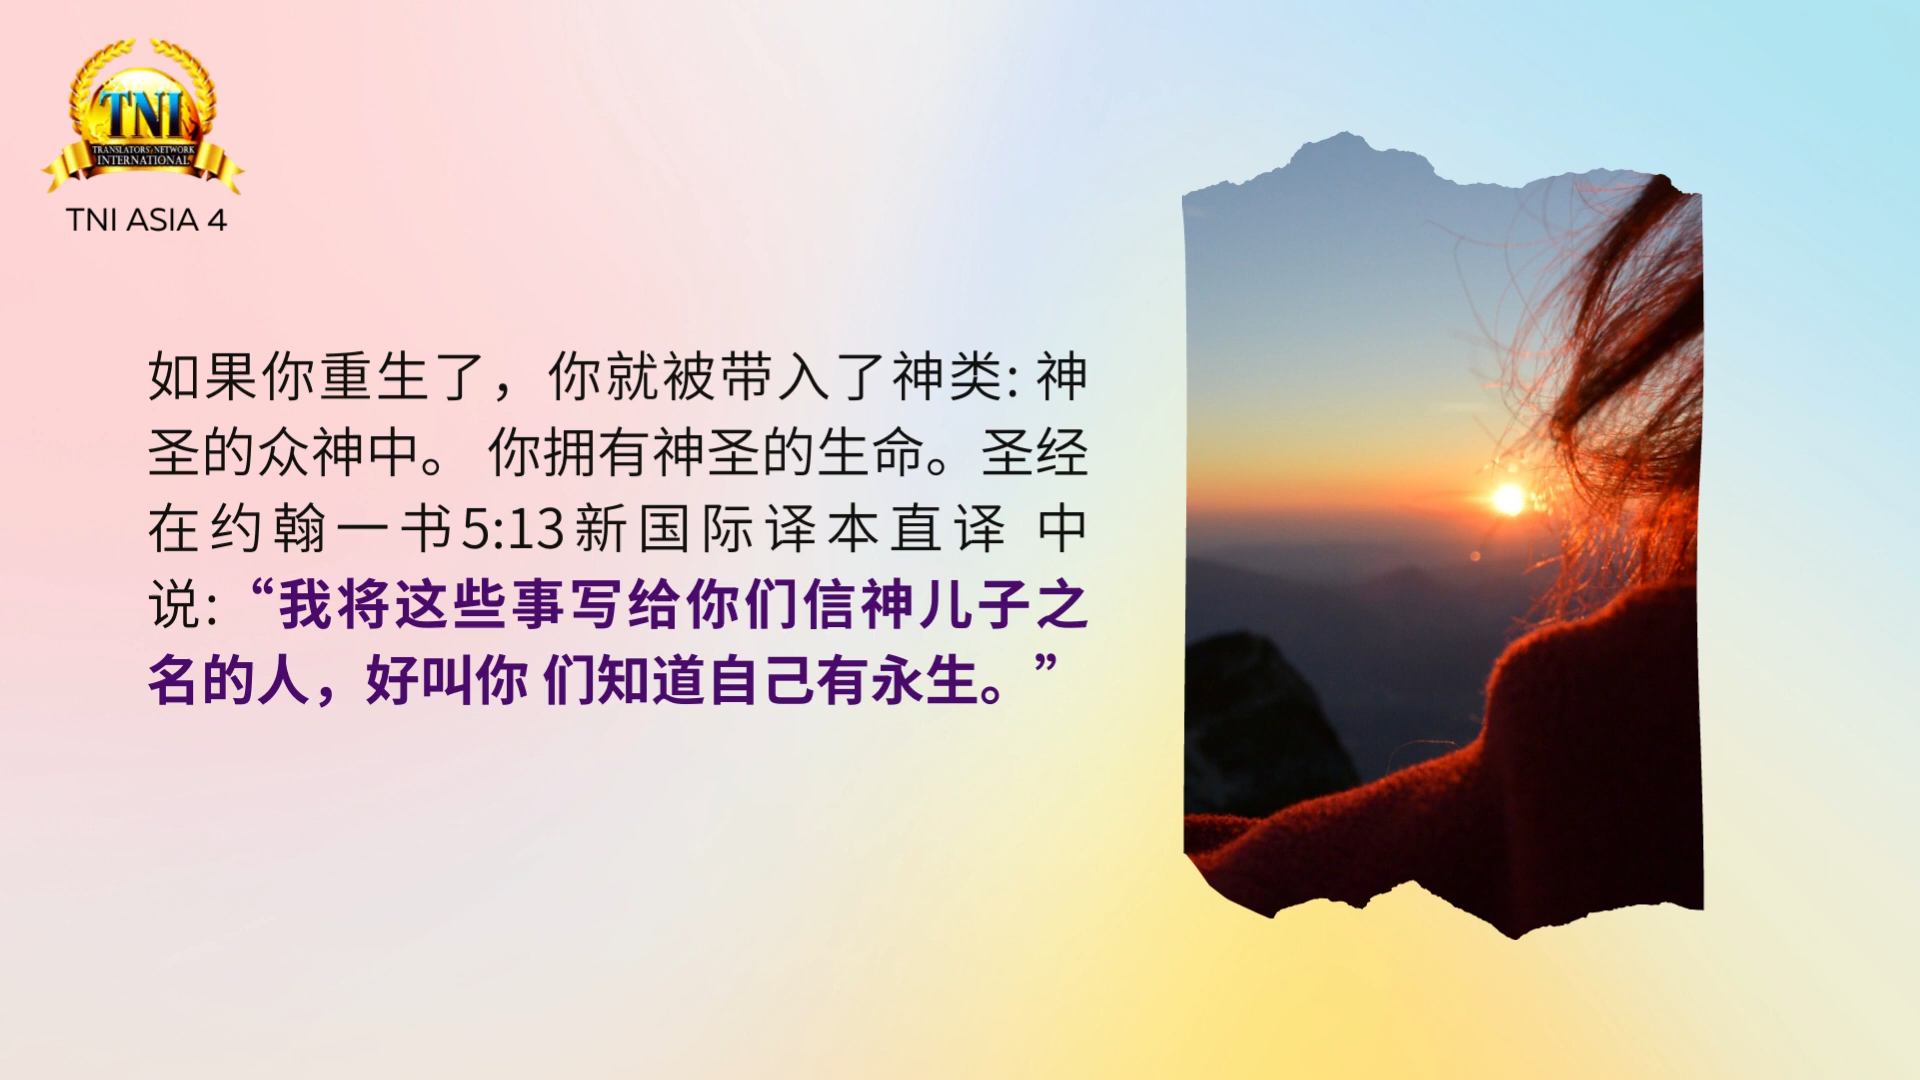 TNI
TRANSLATORS' NETWORK
INTERNATIONAL
TNI ASIA 4
如果你重生了，你就被带入了神类: 神
圣的众神中。 你拥有神圣的生命。圣经
在约翰一书5:13新国际译本直译 中
说:“我将这些事写给你们信神儿子之
名的人，好叫你 们知道自己有永生。”